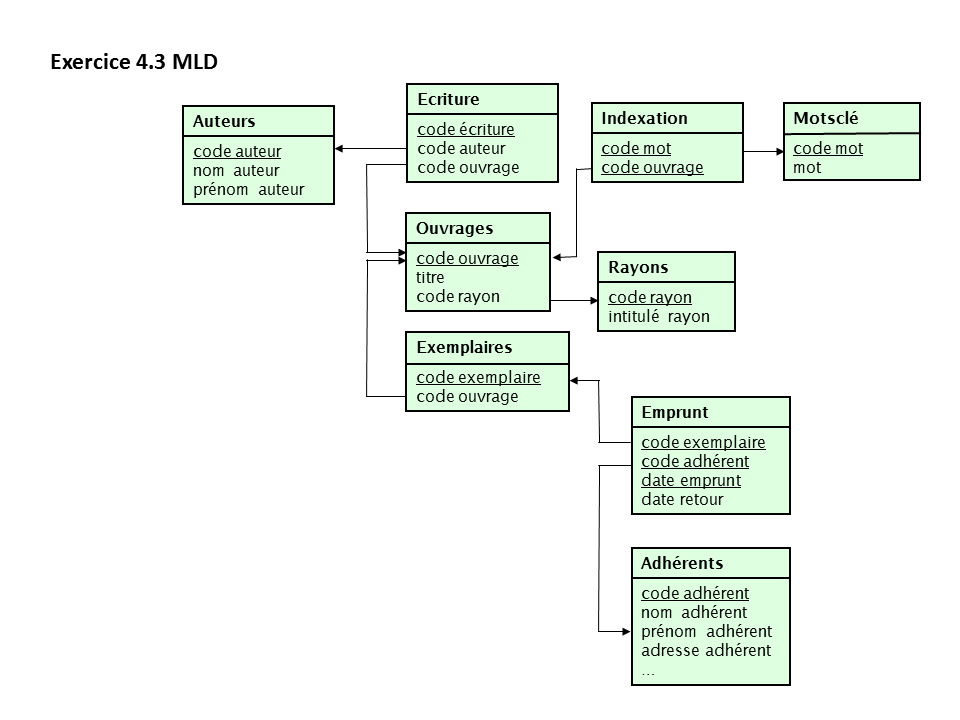 Exercice 4.3 MLD
Auteurs
code auteur
nom auteur
prénom auteur
Ecriture
code écriture
code auteur
code ouvrage
Indexation
code mot
code ouvrage
Motsclé
code mot
mot
Ouvrages
code ouvrage
titre
code rayon
Rayons
code rayon
intitulé rayon
Exemplaires
code exemplaire
code ouvrage
Emprunt
code exemplaire
code adhérent
date emprunt
date retour
Adhérents
code adhérent
nom adhérent
prénom adhérent
adresse adhérent
...